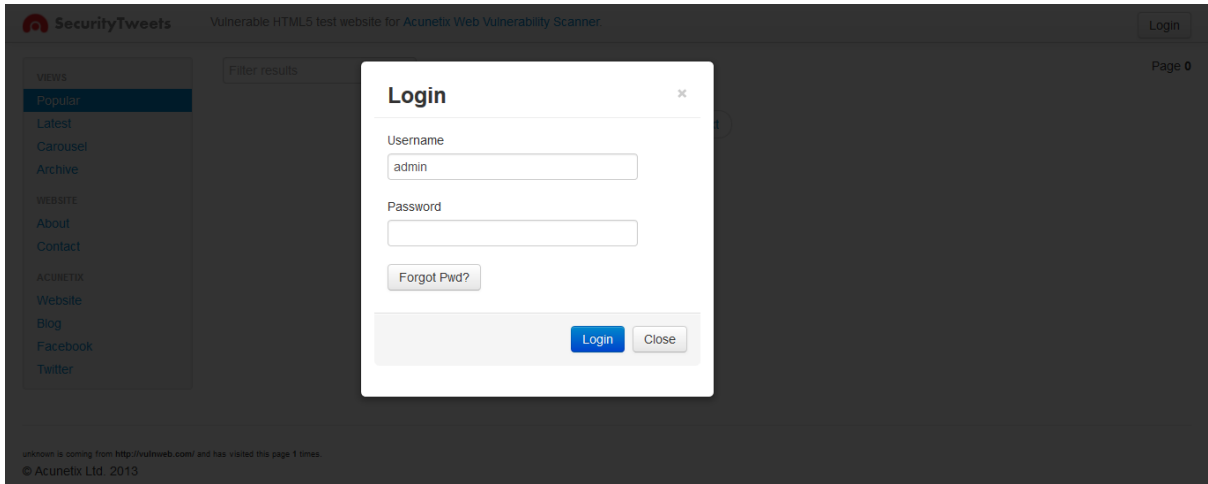 SecurityTweets
Vulnerable HTML5 test website for Acunetix Web Vulnerability Scanner.
Login
VIEWS
Popular
Latest
Carousel
Archive
WEBSITE
About
Contact
ACUNETIX
Website
Blog
Facebook
Twitter
Filter results
Page 0
Login
×
Username
admin
Password
Forgot Pwd?
Login
Close
unknown is coming from http://vulnweb.com/ and has visited this page 1 times.
© Acunetix Ltd. 2013